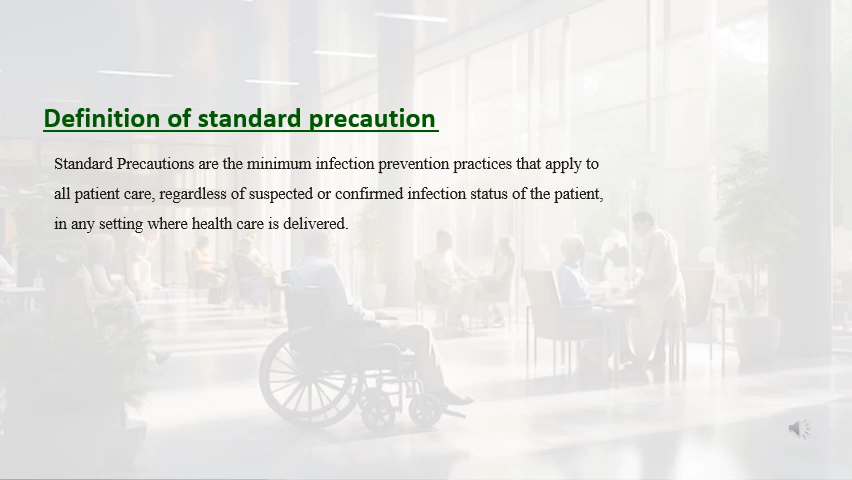 Definition of standard precaution
Standard Precautions are the minimum infection prevention practices that apply to
all patient care, regardless of suspected or confirmed infection status of the patient,
in any setting where health care is delivered.